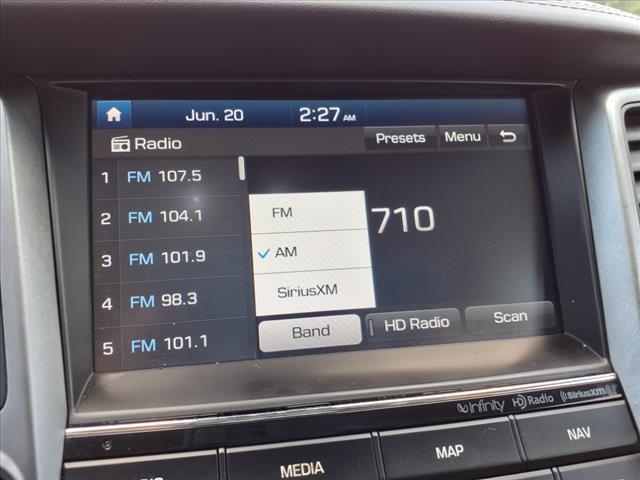 Jun. 20 2:27 AM
Radio Presets Menu
1 FM 107.5
2 FM 104.1
3 FM 101.9
4 FM 98.3
5 FM 101.1
FM
AM
SiriusXM
710
Band HD Radio Scan
Infinity HD Radio SiriusXM
MEDIA MAP NAV